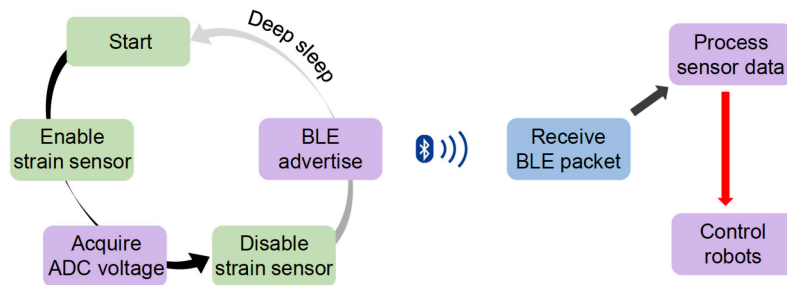 Start
Deep sleep
Enable
strain sensor
Acquire
ADC voltage
Disable
strain sensor
BLE
advertise
Receive
BLE packet
Process
sensor data
Control
robots